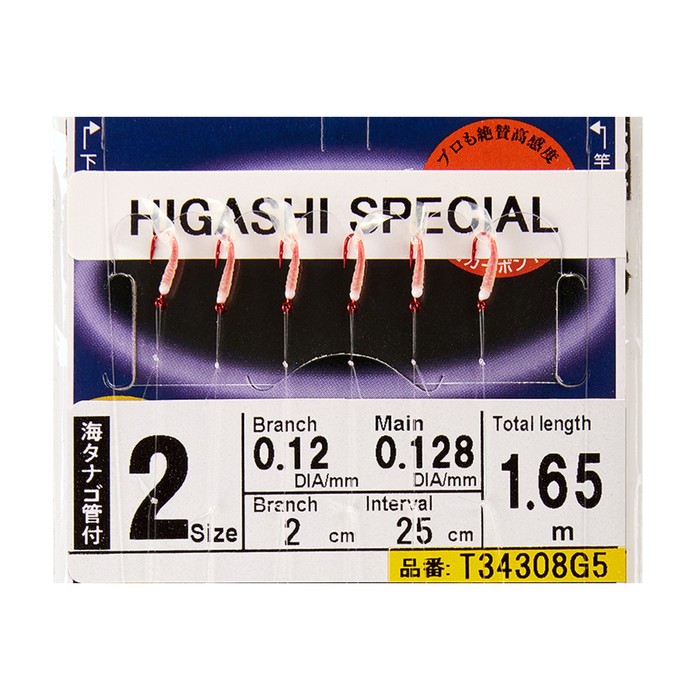 下
竿
プロも絶賛高感度
HIGASHI SPECIAL
海タナゴ管付
2 Size
Branch 0.12 DIA/mm
Main 0.128 DIA/mm
Branch 2 cm
Interval 25 cm
Total length 1.65 m
品番: T34308G5